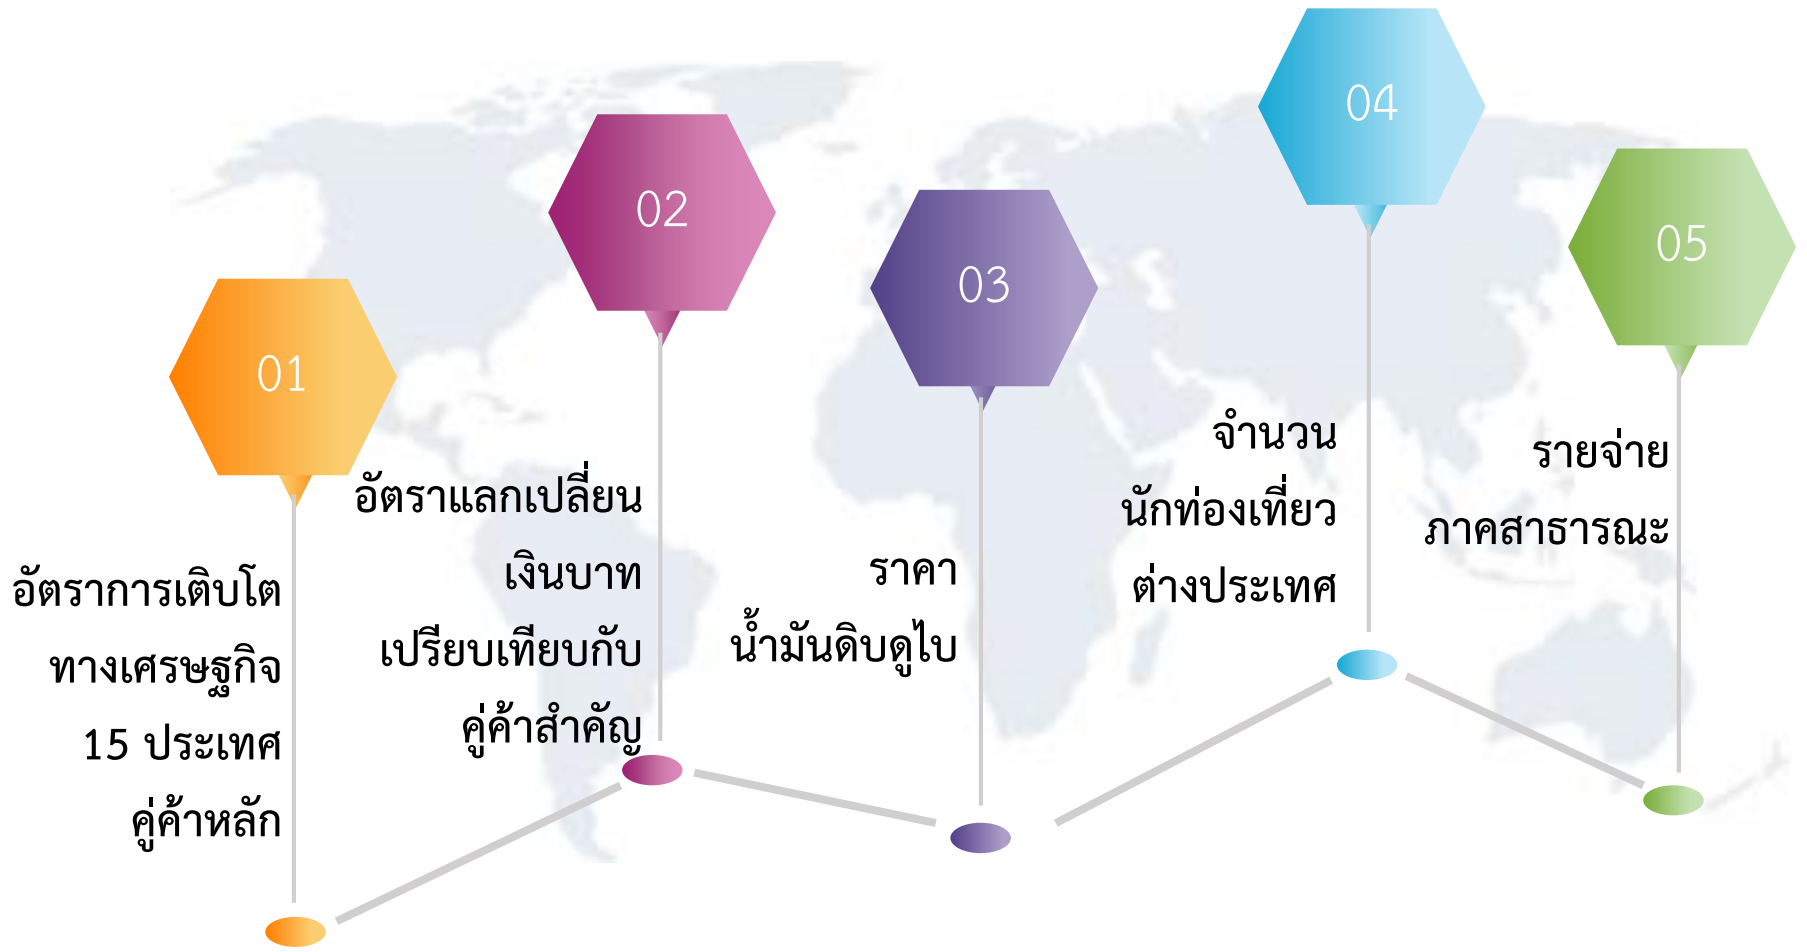 01
อัตราการเติบโต
ทางเศรษฐกิจ
15 ประเทศ
คู่ค้าหลัก
02
อัตราแลกเปลี่ยน
เงินบาท
เปรียบเทียบกับ
คู่ค้าสำคัญ
03
ราคา
น้ำมันดิบดูไบ
04
จำนวน
นักท่องเที่ยว
ต่างประเทศ
05
รายจ่าย
ภาคสาธารณะ